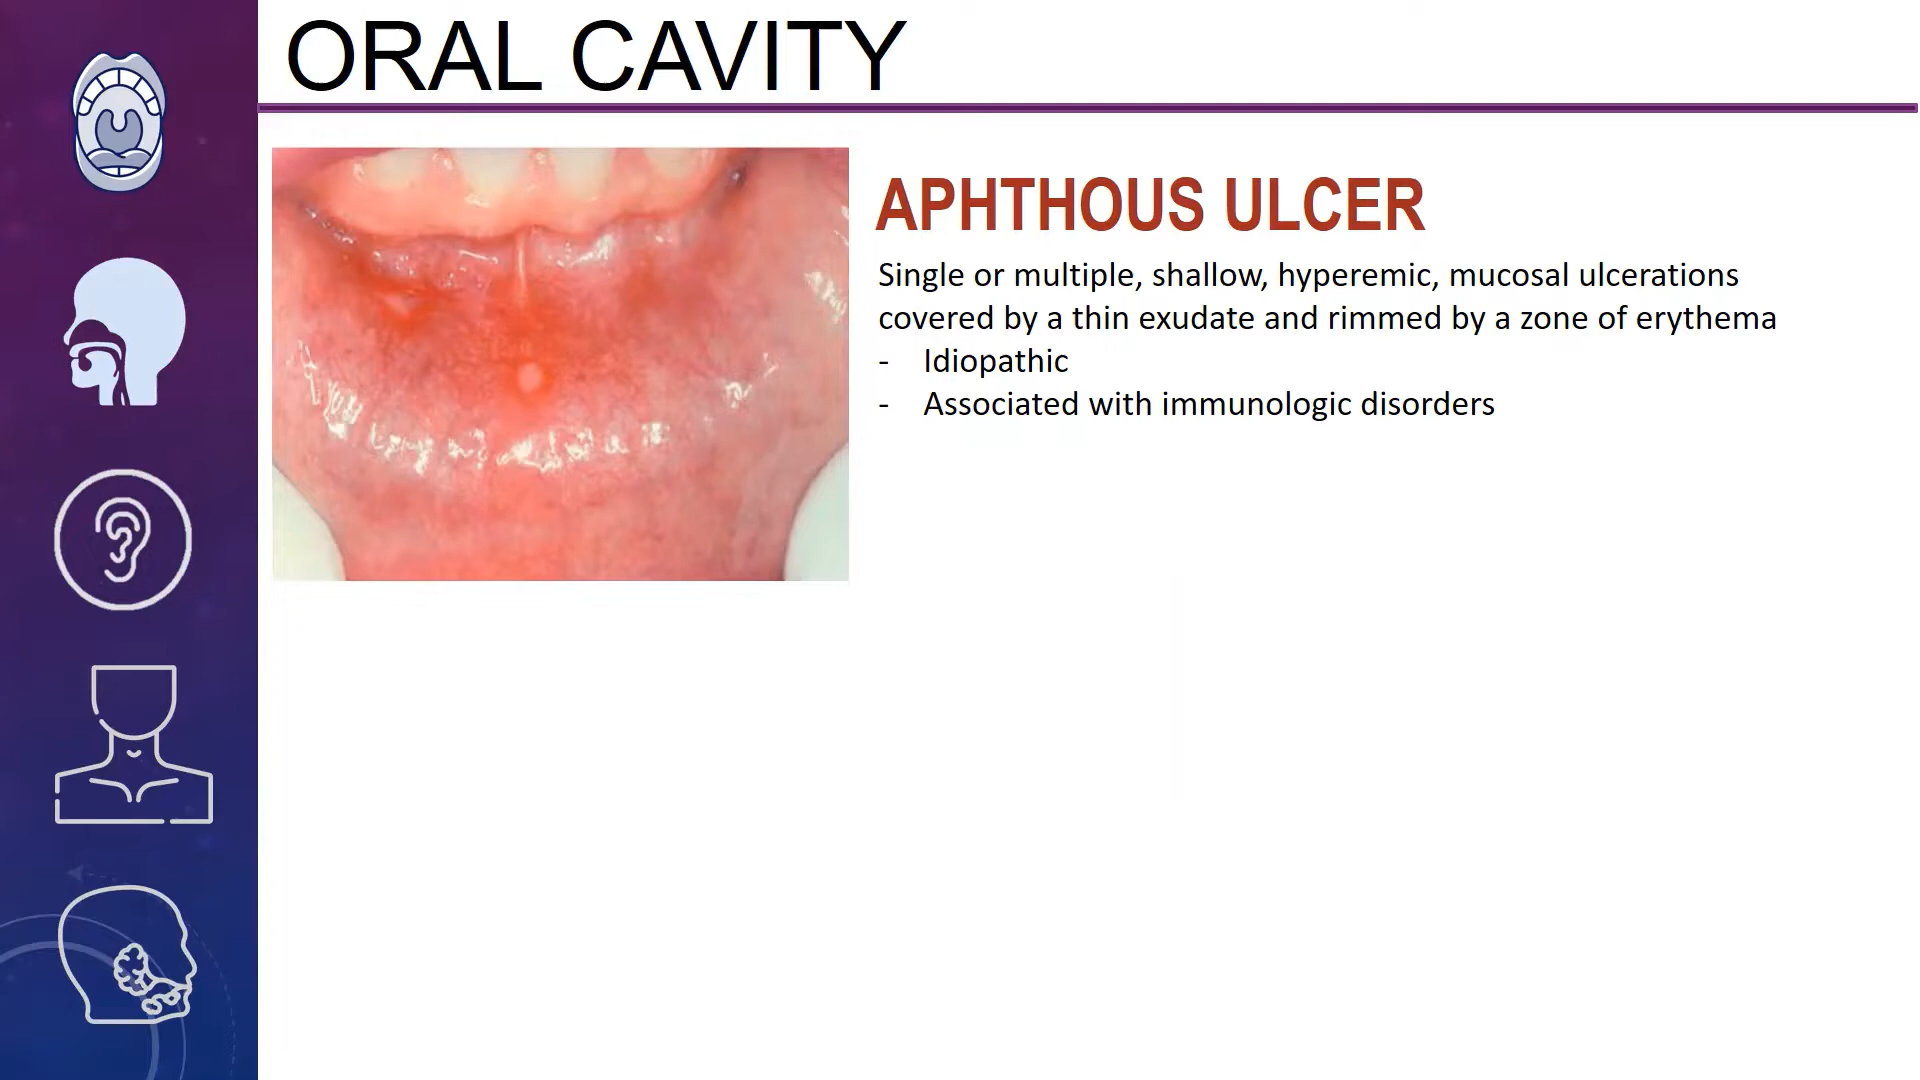 ORAL CAVITY
APHTHOUS ULCER
Single or multiple, shallow, hyperemic, mucosal ulcerations
covered by a thin exudate and rimmed by a zone of erythema
- Idiopathic
- Associated with immunologic disorders